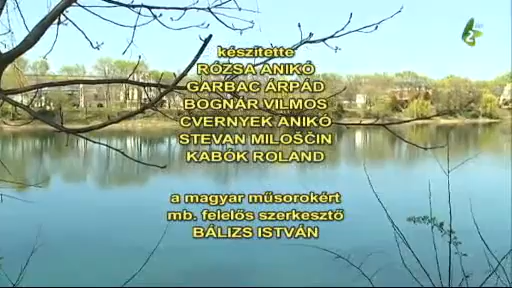 készítette
RÓZSA ANIKÓ
GARBAC ÁRPÁD
BOGNÁR VILMOS
CVERNYEK ANIKÓ
STEVAN MILOŠČIN
KABÓK ROLAND
a magyar műsorokért
mb. felelős szerkesztő
BÁLIZS ISTVÁN
2